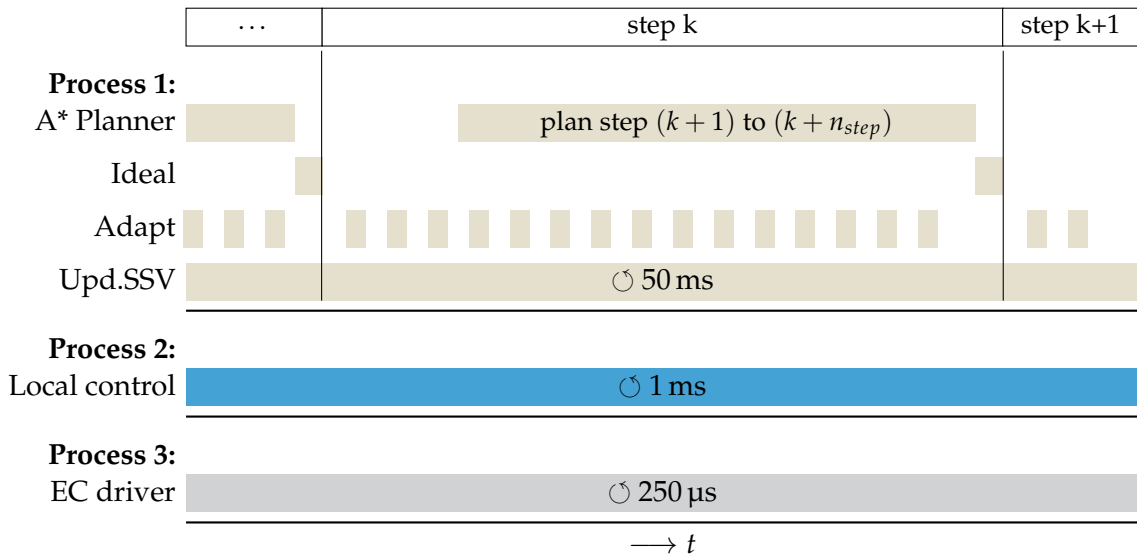 … step k step k+1
Process 1:
A* Planner plan step (k + 1) to (k + n_step)
Ideal
Adapt
Upd.SSV ↺ 50 ms
Process 2:
Local control ↺ 1 ms
Process 3:
EC driver ↺ 250 µs
⟶ t